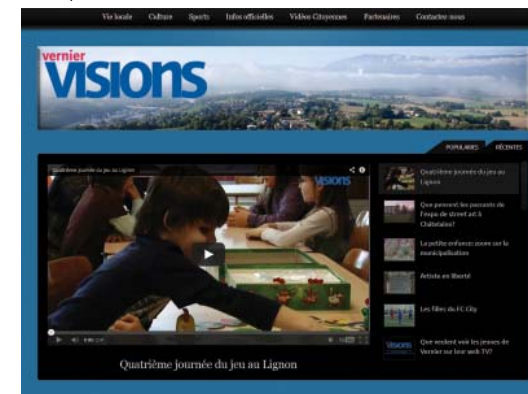 Vie locale Culture Sports Infos officielles Vidéos Citoyennes Partenaires Contactez-nous
vernier
VISIONS
POPULAIRES RÉCENTES
Quatrième journée du jeu au Lignon
VISIONS
Quatrième journée du jeu au
Lignon
Que pensent les passants de
l'expo de street art à
Châtelaine?
La petite enfance: zoom sur la
municipalisation
Artiste en liberté
Les filles du FC City
VISIONS
Que veulent voir les jeunes de
Vernier sur leur web TV?
Quatrième journée du jeu au Lignon